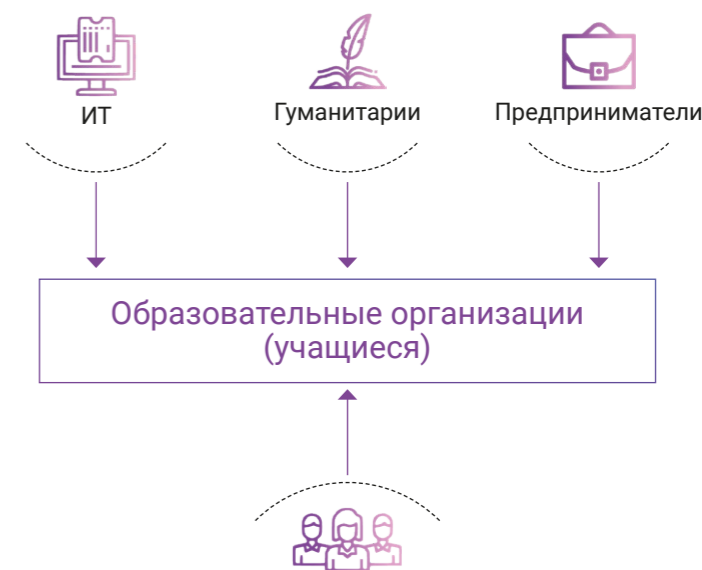 ИТ
Гуманитарии
Предприниматели
Образовательные организации
(учащиеся)